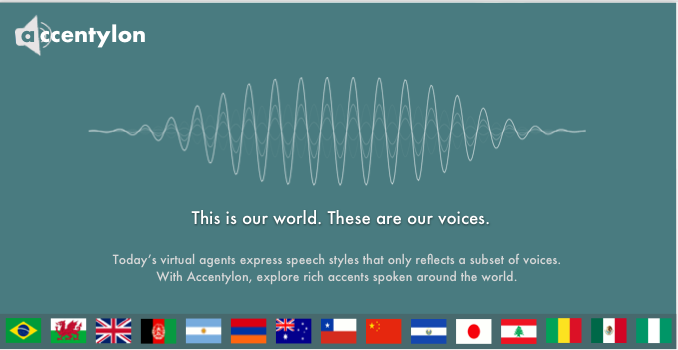 accentylon
This is our world. These are our voices.
Today's virtual agents express speech styles that only reflects a subset of voices.
With Accentylon, explore rich accents spoken around the world.